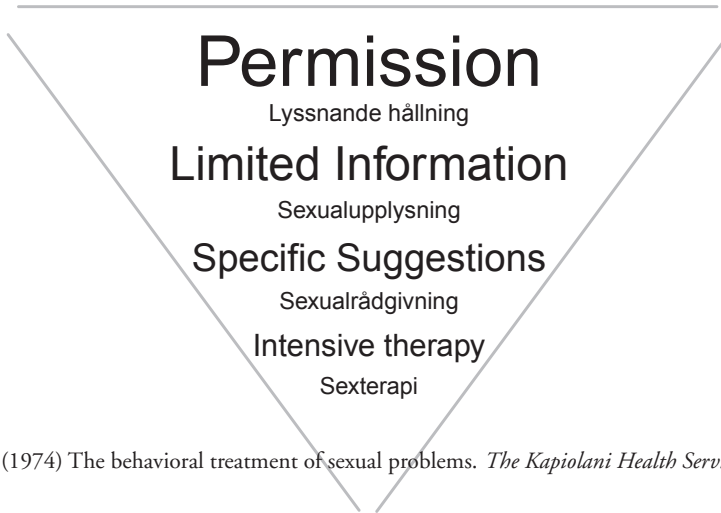 Permission
Lyssnande hållning
Limited Information
Sexualupplysning
Specific Suggestions
Sexualrådgivning
Intensive therapy
Sexterapi
(1974) The behavioral treatment of sexual problems. The Kapiolani Health